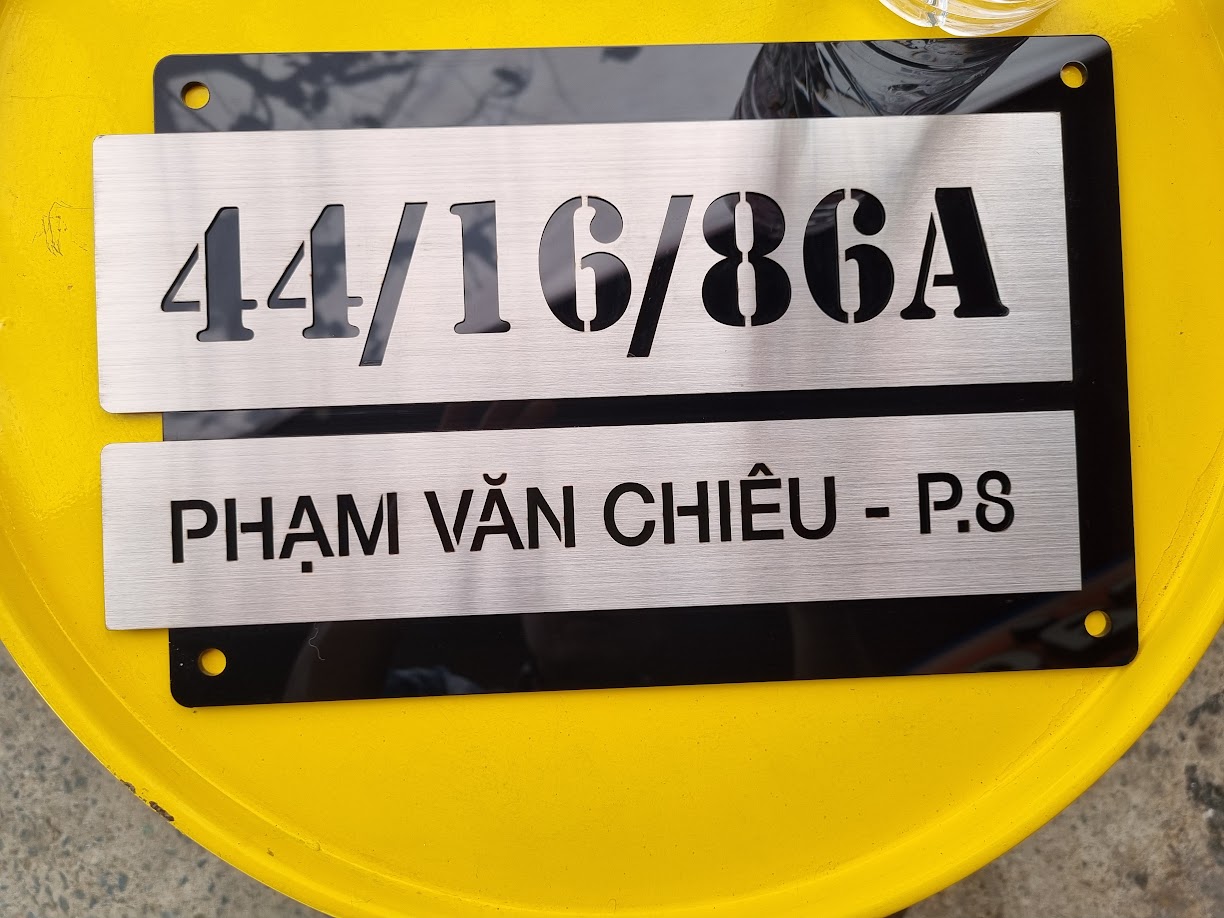 44/16/86A
PHẠM VĂN CHIÊU - P.8